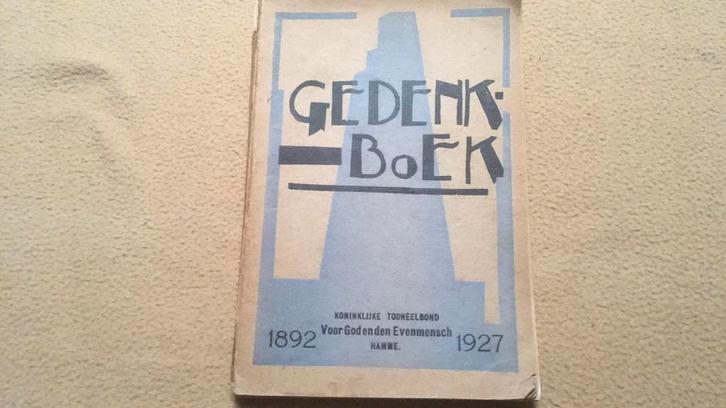 GEDENK-
BOEK
KONINKLIJKE TOONEELBOND
1892 Voor God en den Evenmensch 1927
HAMME.